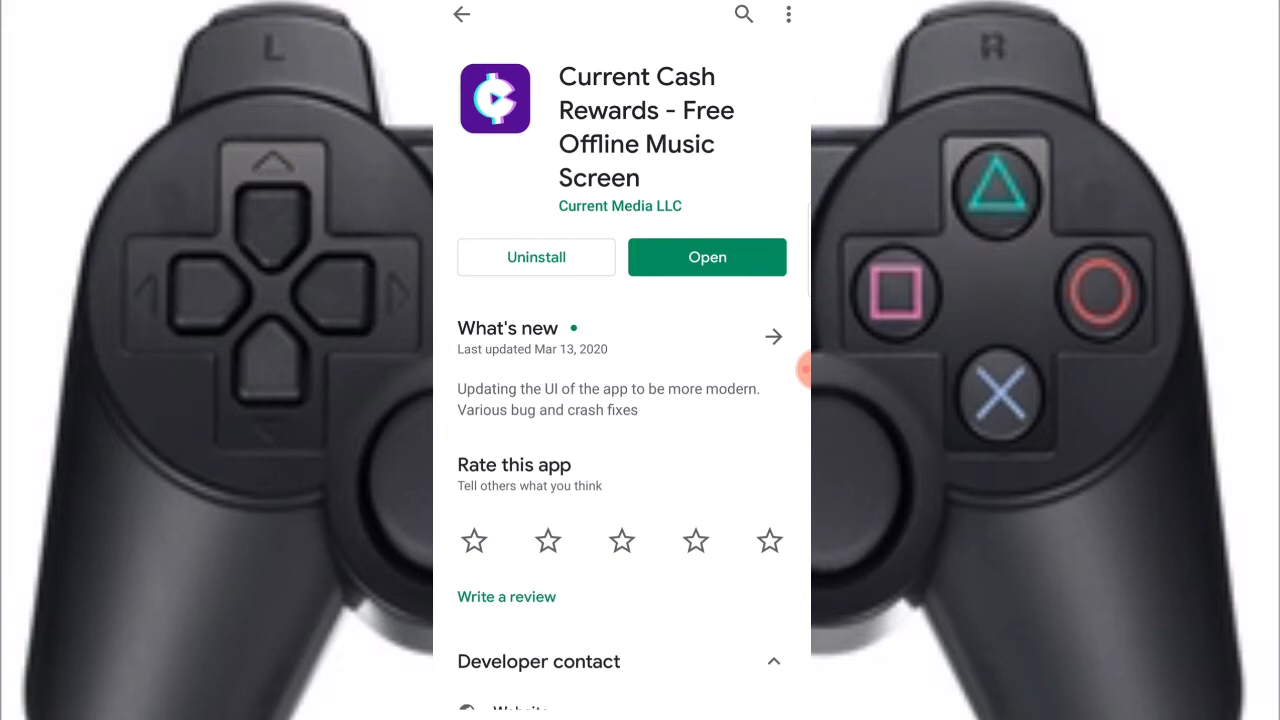 L
R
Current Cash
Rewards - Free
Offline Music
Screen
Current Media LLC
Uninstall
Open
What's new
Last updated Mar 13, 2020
Updating the UI of the app to be more modern.
Various bug and crash fixes
Rate this app
Tell others what you think
Write a review
Developer contact
Website